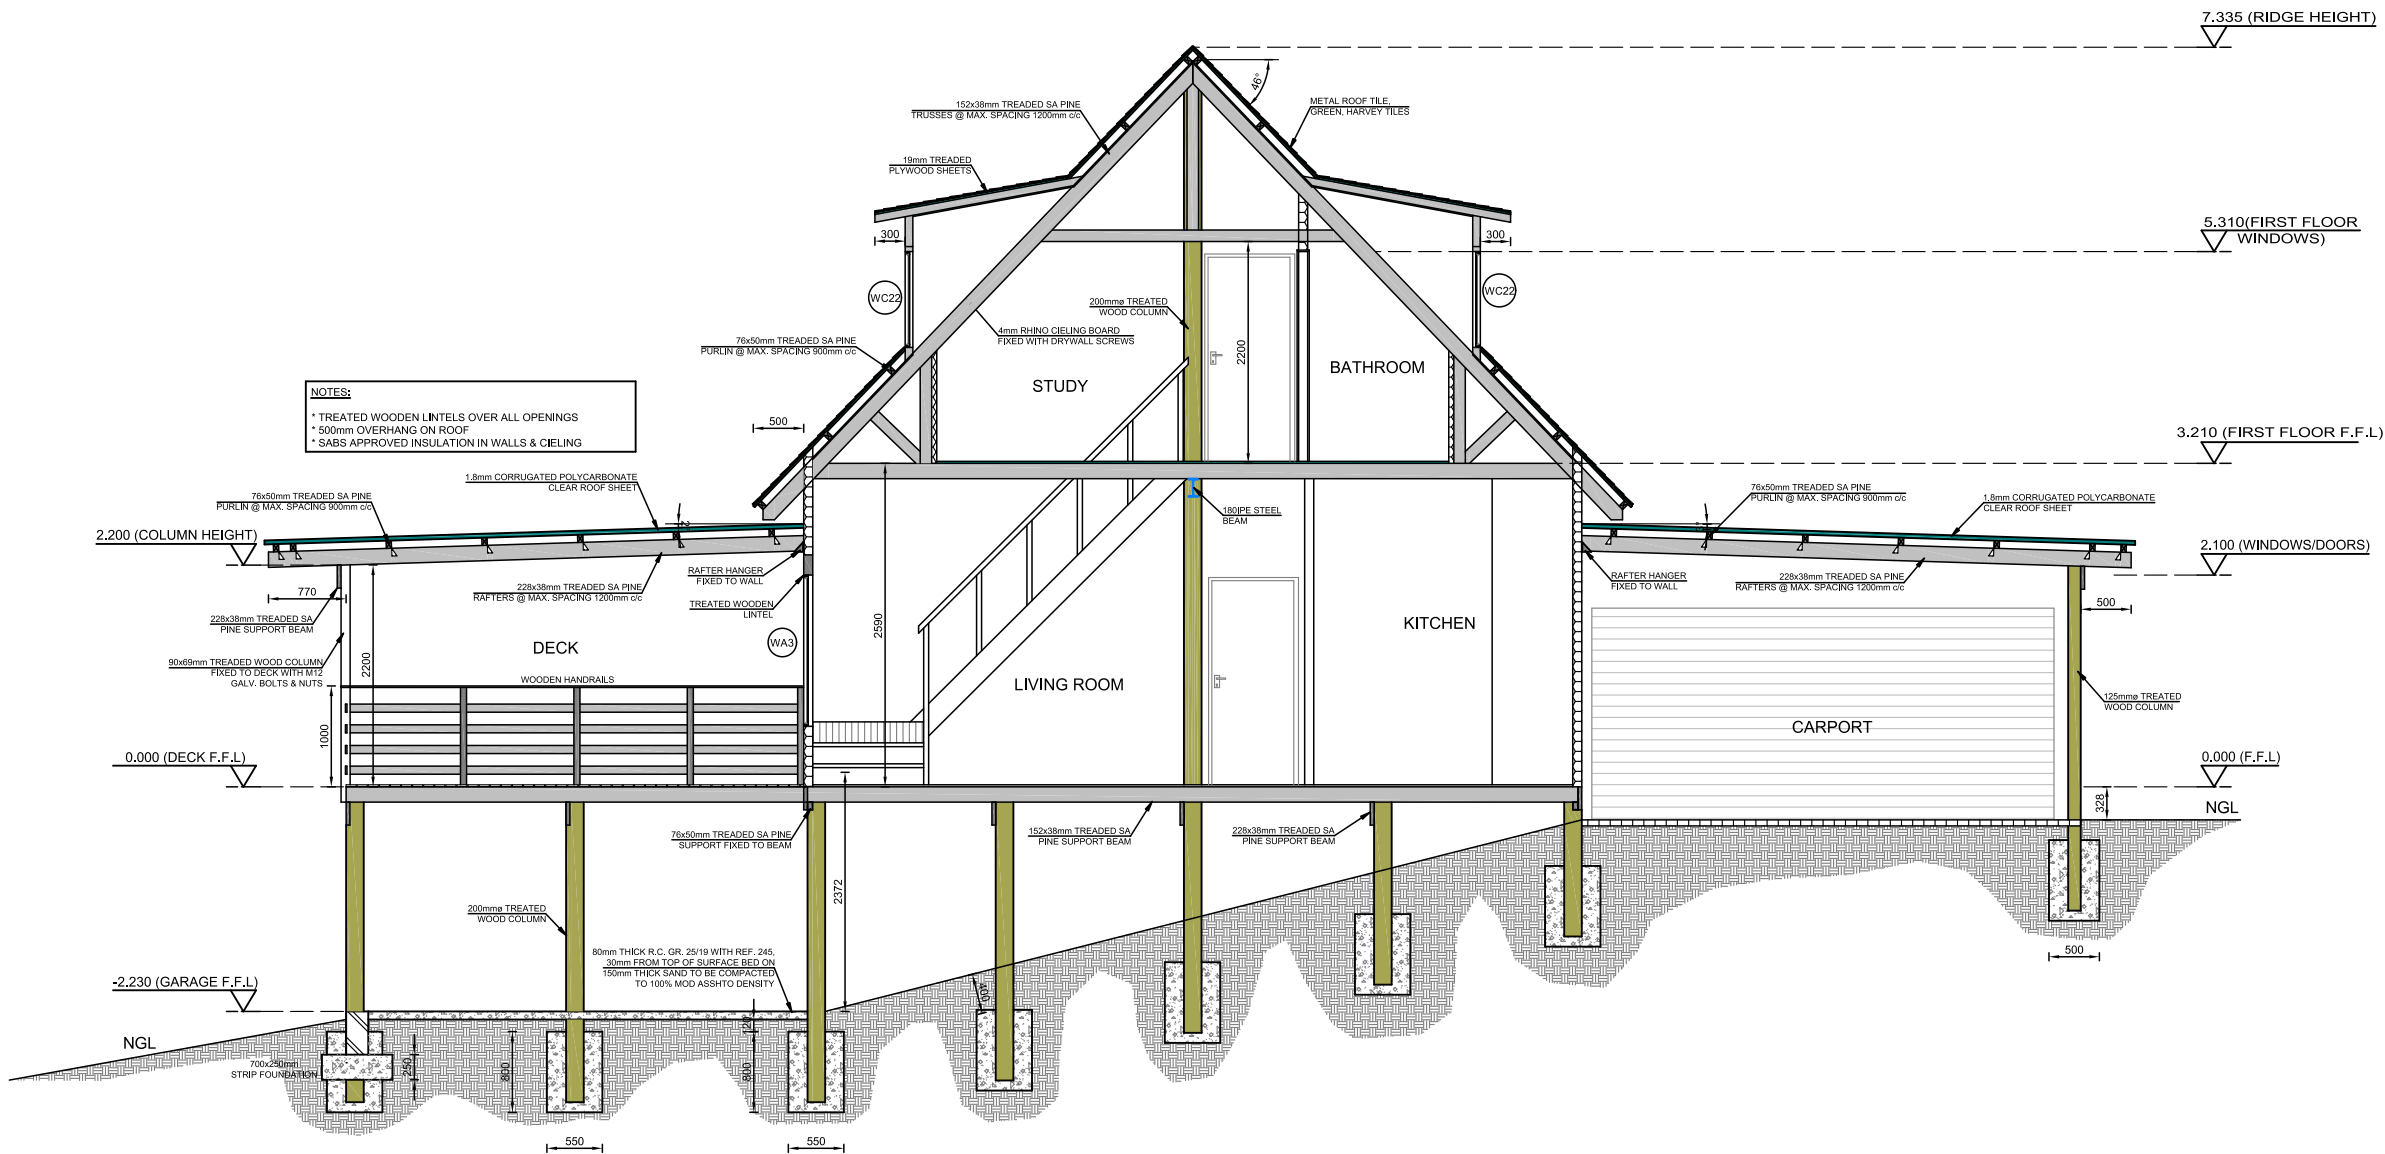 7.335 (RIDGE HEIGHT)
46°
152x38mm TREADED SA PINE
TRUSSES @ MAX. SPACING 1200mm c/c
METAL ROOF TILE,
GREEN, HARVEY TILES
19mm TREADED
PLYWOOD SHEETS
5.310(FIRST FLOOR
WINDOWS)
300
300
WC22
WC22
200mmø TREATED
WOOD COLUMN
4mm RHINO CIELING BOARD
FIXED WITH DRYWALL SCREWS
76x50mm TREADED SA PINE
PURLIN @ MAX. SPACING 900mm c/c
2200
STUDY
BATHROOM
NOTES:
* TREATED WOODEN LINTELS OVER ALL OPENINGS
* 500mm OVERHANG ON ROOF
* SABS APPROVED INSULATION IN WALLS & CIELING
500
3.210 (FIRST FLOOR F.F.L)
1.8mm CORRUGATED POLYCARBONATE
CLEAR ROOF SHEET
76x50mm TREADED SA PINE
PURLIN @ MAX. SPACING 900mm c/c
180IPE STEEL
BEAM
76x50mm TREADED SA PINE
PURLIN @ MAX. SPACING 900mm c/c
1.8mm CORRUGATED POLYCARBONATE
CLEAR ROOF SHEET
2.200 (COLUMN HEIGHT)
2.100 (WINDOWS/DOORS)
RAFTER HANGER
FIXED TO WALL
RAFTER HANGER
FIXED TO WALL
228x38mm TREADED SA PINE
RAFTERS @ MAX. SPACING 1200mm c/c
228x38mm TREADED SA PINE
RAFTERS @ MAX. SPACING 1200mm c/c
770
TREATED WOODEN
LINTEL
500
228x38mm TREADED SA
PINE SUPPORT BEAM
WA3
2590
KITCHEN
DECK
2200
90x69mm TREADED WOOD COLUMN
FIXED TO DECK WITH M12
GALV. BOLTS & NUTS
WOODEN HANDRAILS
LIVING ROOM
125mmø TREATED
WOOD COLUMN
CARPORT
1000
0.000 (DECK F.F.L)
0.000 (F.F.L)
328
NGL
76x50mm TREADED SA PINE
SUPPORT FIXED TO BEAM
152x38mm TREADED SA
PINE SUPPORT BEAM
228x38mm TREADED SA
PINE SUPPORT BEAM
2372
200mmø TREATED
WOOD COLUMN
80mm THICK R.C. GR. 25/19 WITH REF. 245,
30mm FROM TOP OF SURFACE BED ON
150mm THICK SAND TO BE COMPACTED
TO 100% MOD ASSHTO DENSITY
500
-2.230 (GARAGE F.F.L)
400
120
NGL
700x250mm
STRIP FOUNDATION
250
800
800
550
550